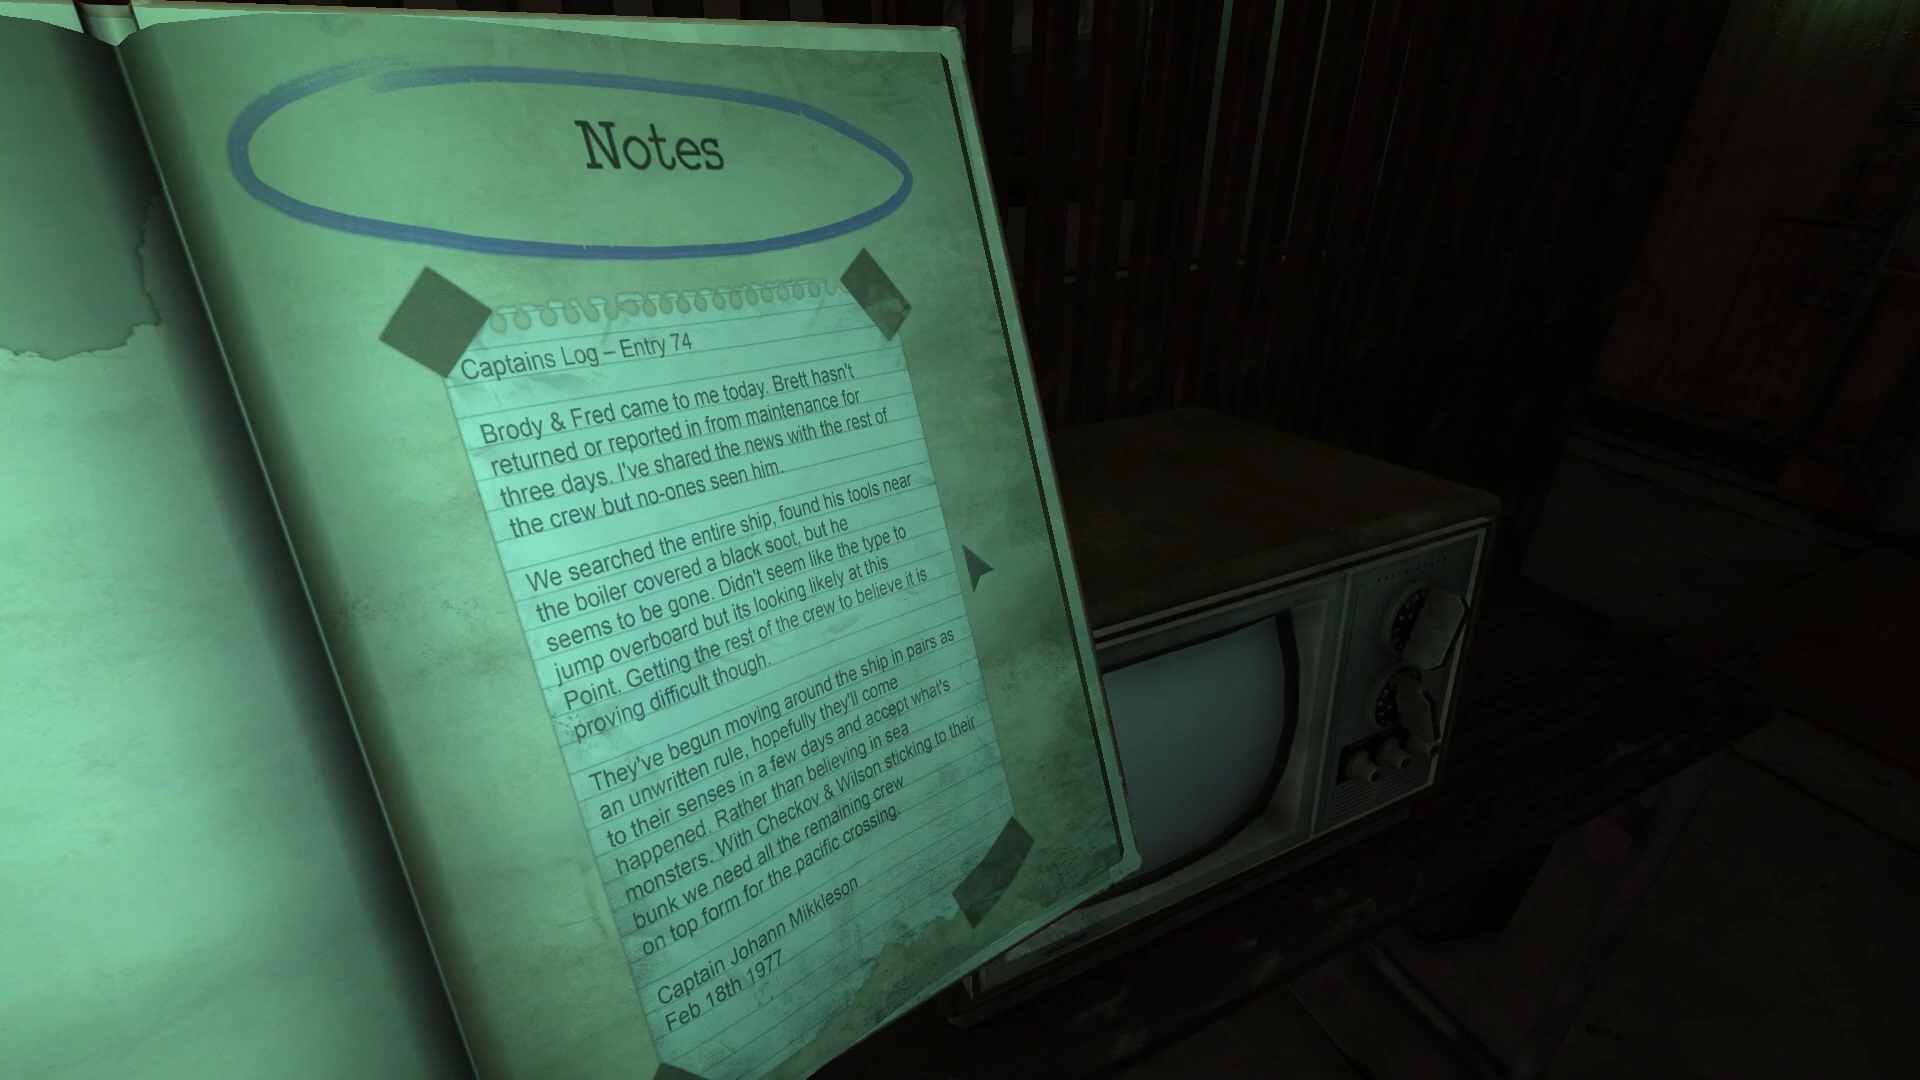 Notes
Captains Log – Entry 74
Brody & Fred came to me today. Brett hasn't
returned or reported in from maintenance for
three days. I've shared the news with the rest of
the crew but no-ones seen him.
We searched the entire ship, found his tools near
the boiler covered a black soot, but he
seems to be gone. Didn't seem like the type to
jump overboard but its looking likely at this
Point. Getting the rest of the crew to believe it is
proving difficult though.
They've begun moving around the ship in pairs as
an unwritten rule, hopefully they'll come
to their senses in a few days and accept what's
happened. Rather than believing in sea
monsters. With Checkov & Wilson sticking to their
bunk we need all the remaining crew
on top form for the pacific crossing.
Captain Johann Mikkleson
Feb 18th 1977